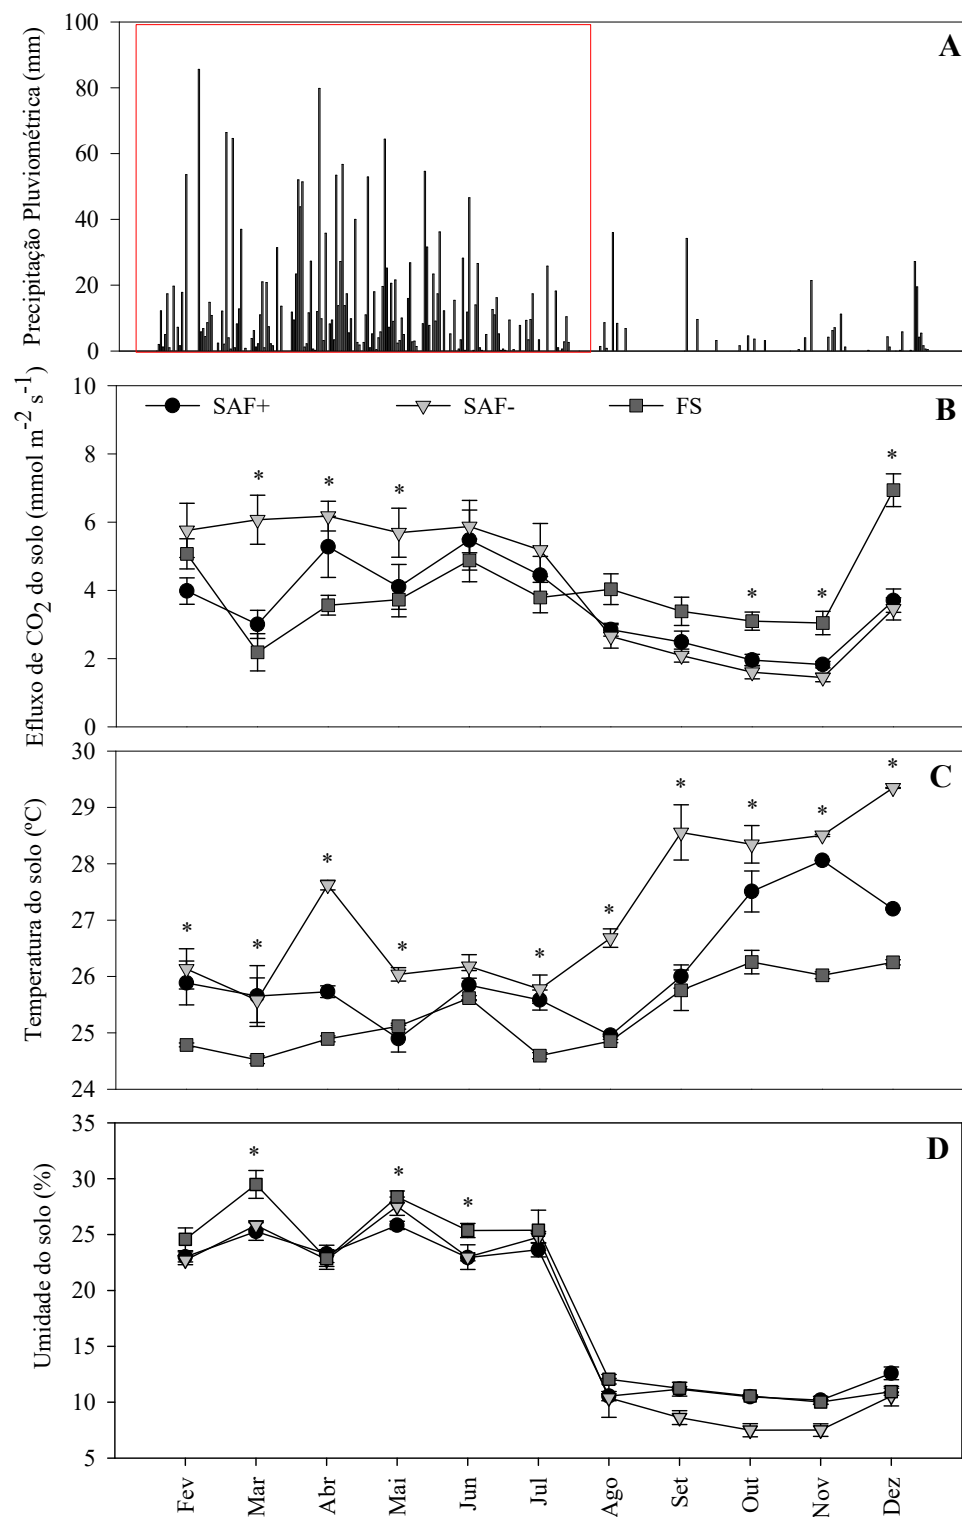 A
Precipitação Pluviométrica (mm)
100
80
60
40
20
0
B
SAF+ SAF- FS
Efluxo de CO2 do solo (mmol m-2 s-1)
10
8
6
4
2
0
* * * * * *
C
Temperatura do solo (ºC)
30
29
28
27
26
25
24
* * * * * * * * * *
D
Umidade do solo (%)
35
30
25
20
15
10
5
* * *
Fev Mar Abr Mai Jun Jul Ago Set Out Nov Dez